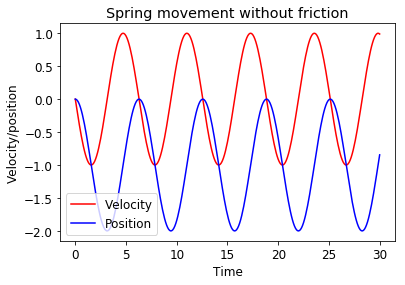 Spring movement without friction
Velocity/position
1.0
0.5
0.0
−0.5
−1.0
−1.5
−2.0
Velocity
Position
0 5 10 15 20 25 30
Time